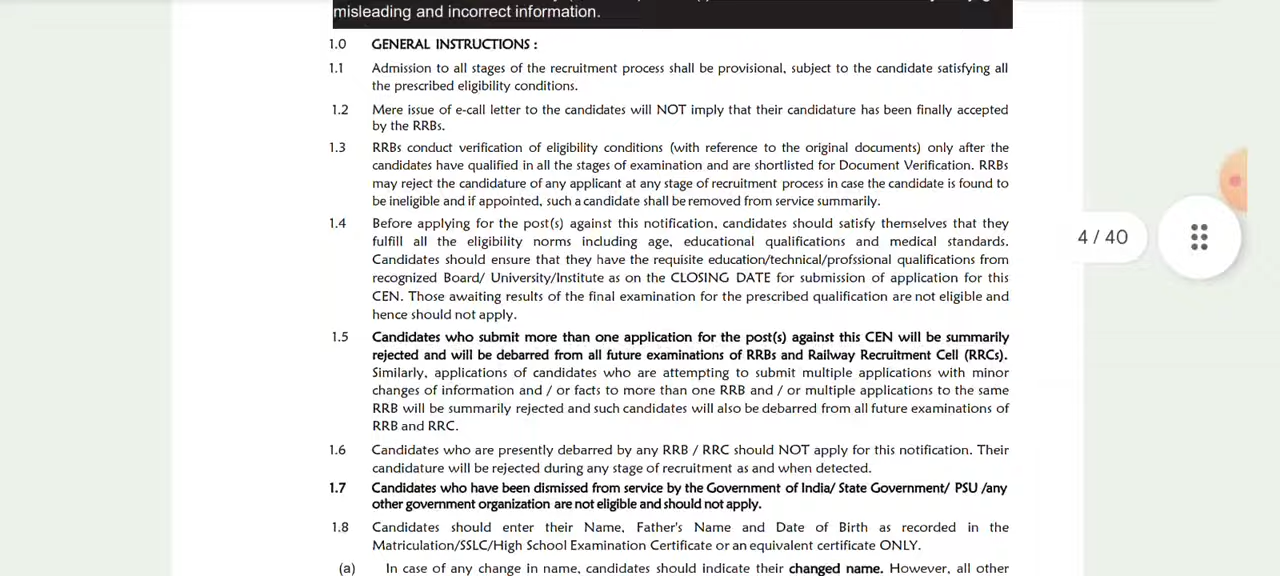 misleading and incorrect information.
1.0 GENERAL INSTRUCTIONS :
1.1 Admission to all stages of the recruitment process shall be provisional, subject to the candidate satisfying all
the prescribed eligibility conditions.
1.2 Mere issue of e-call letter to the candidates will NOT imply that their candidature has been finally accepted
by the RRBs.
1.3 RRBs conduct verification of eligibility conditions (with reference to the original documents) only after the
candidates have qualified in all the stages of examination and are shortlisted for Document Verification. RRBs
may reject the candidature of any applicant at any stage of recruitment process in case the candidate is found to
be ineligible and if appointed, such a candidate shall be removed from service summarily.
1.4 Before applying for the post(s) against this notification, candidates should satisfy themselves that they
fulfill all the eligibility norms including age, educational qualifications and medical standards.
Candidates should ensure that they have the requisite education/technical/profssional qualifications from
recognized Board/ University/Institute as on the CLOSING DATE for submission of application for this
CEN. Those awaiting results of the final examination for the prescribed qualification are not eligible and
hence should not apply.
1.5 Candidates who submit more than one application for the post(s) against this CEN will be summarily
rejected and will be debarred from all future examinations of RRBs and Railway Recruitment Cell (RRCs).
Similarly, applications of candidates who are attempting to submit multiple applications with minor
changes of information and / or facts to more than one RRB and / or multiple applications to the same
RRB will be summarily rejected and such candidates will also be debarred from all future examinations of
RRB and RRC.
1.6 Candidates who are presently debarred by any RRB / RRC should NOT apply for this notification. Their
candidature will be rejected during any stage of recruitment as and when detected.
1.7 Candidates who have been dismissed from service by the Government of India/ State Government/ PSU /any
other government organization are not eligible and should not apply.
1.8 Candidates should enter their Name, Father's Name and Date of Birth as recorded in the
Matriculation/SSLC/High School Examination Certificate or an equivalent certificate ONLY.
(a) In case of any change in name, candidates should indicate their changed name. However, all other
4 / 40